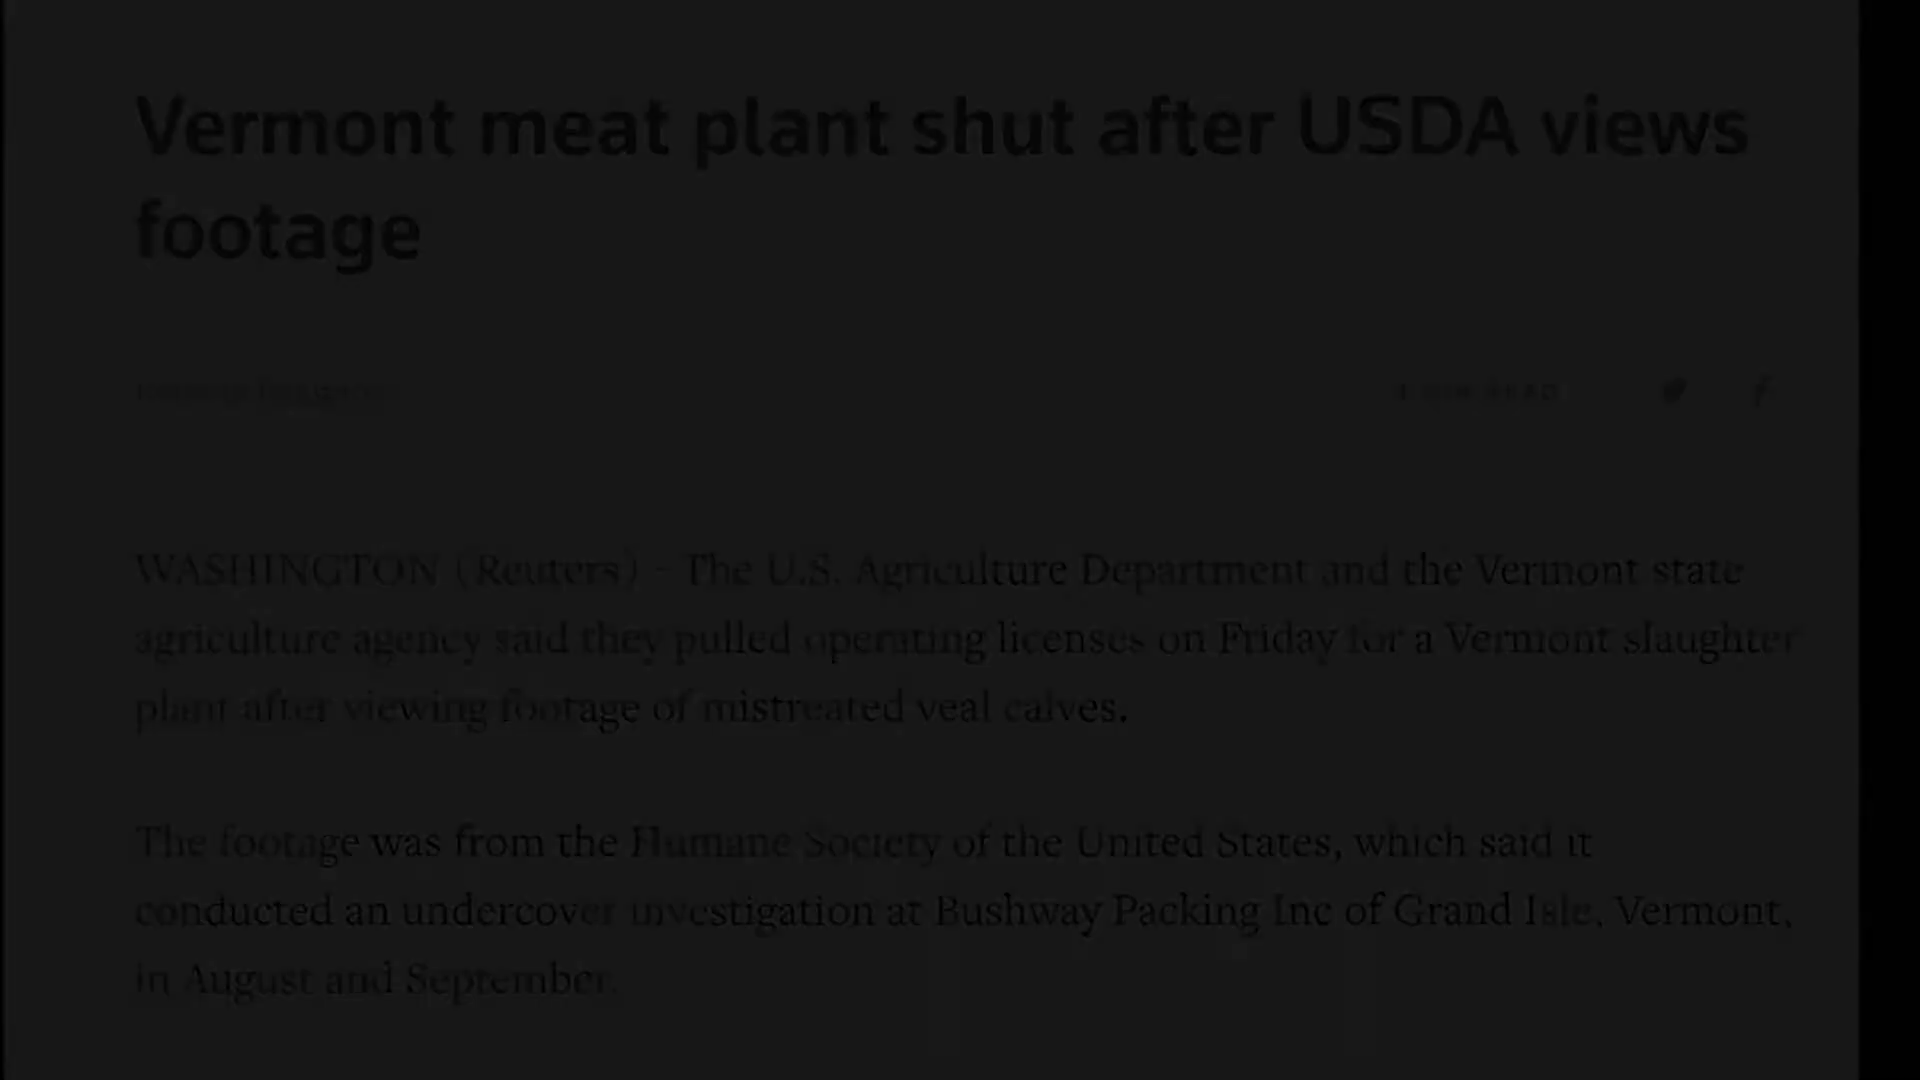 Vermont meat plant shut after USDA views
footage
MIN READ
WASHINGTON (Reuters) - The U.S. Agriculture Department and the Vermont state
agriculture agency said they pulled operating licenses on Friday for a Vermont slaughter
plant after viewing footage of mistreated veal calves.
The footage was from the Humane Society of the United States, which said it
conducted an undercover investigation at Bushway Packing Inc of Grand Isle, Vermont,
in August and September.